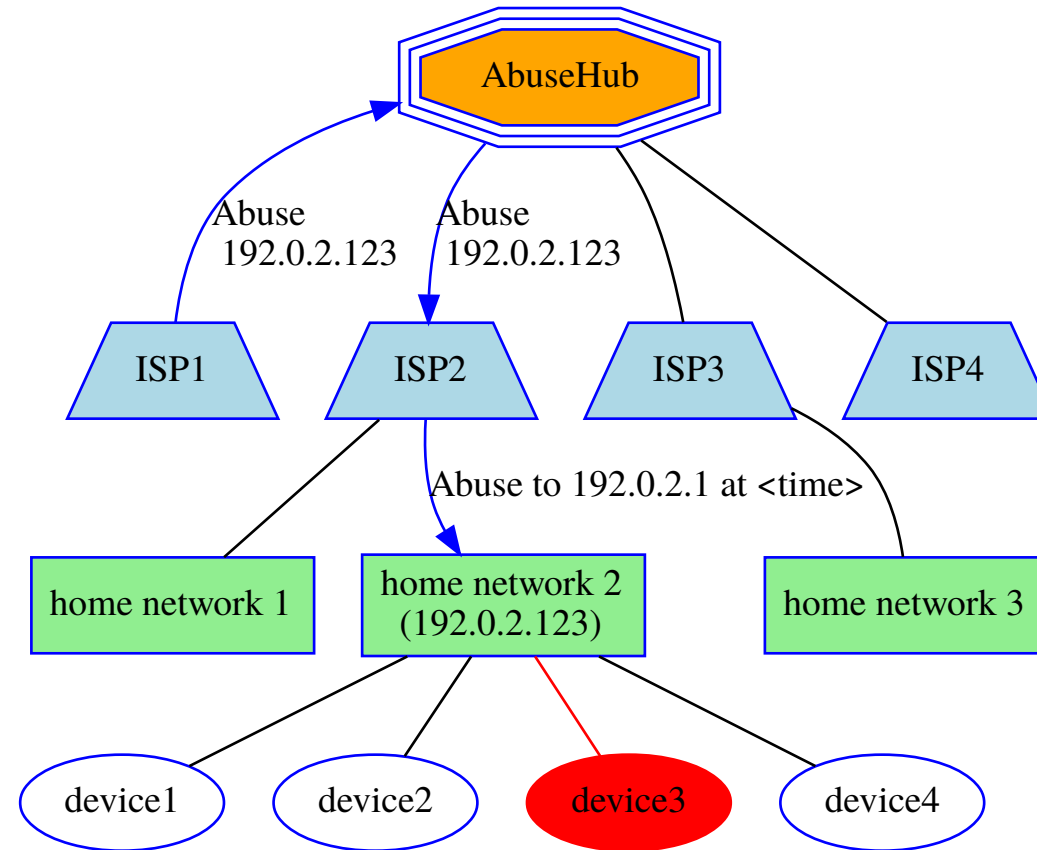 AbuseHub
Abuse
192.0.2.123
Abuse
192.0.2.123
ISP1
ISP2
ISP3
ISP4
Abuse to 192.0.2.1 at <time>
home network 1
home network 2
(192.0.2.123)
home network 3
device1
device2
device3
device4